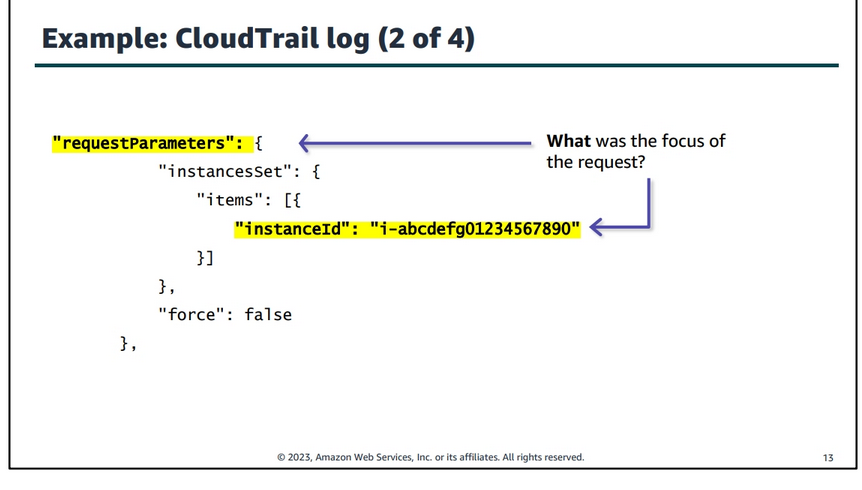 Example: CloudTrail log (2 of 4)
"requestParameters": {
What was the focus of
the request?
"instancesSet": {
"items": [{
"instanceId": "i-abcdefg01234567890"
}]
},
"force": false
},
© 2023, Amazon Web Services, Inc. or its affiliates. All rights reserved.
13